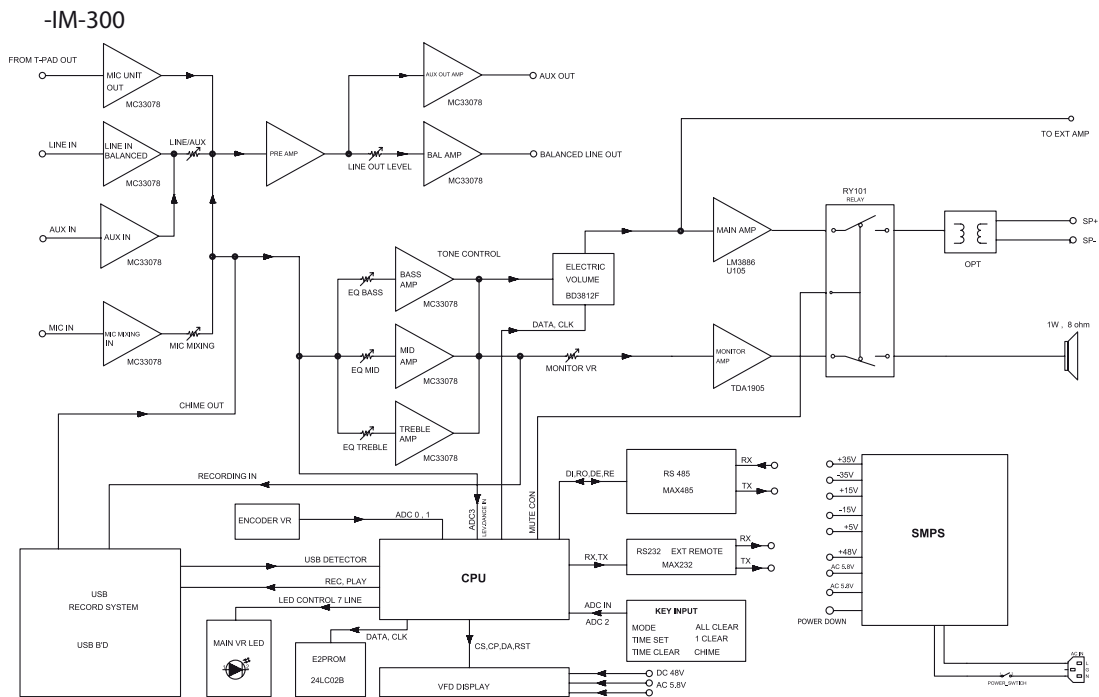 -IM-300
FROM T-PAD OUT
MIC UNIT
OUT
MC33078
AUX OUT AMP
AUX OUT
MC33078
LINE IN
LINE IN
BALANCED
MC33078
LINE/AUX
PRE AMP
LINE OUT LEVEL
BAL AMP
MC33078
BALANCED LINE OUT
TO EXT AMP
AUX IN
AUX IN
MC33078
MIC IN
MIC MIXING
IN
MC33078
MIC MIXING
TONE CONTROL
EQ BASS
BASS
AMP
MC33078
EQ MID
MID
AMP
MC33078
EQ TREBLE
TREBLE
AMP
MC33078
ELECTRIC
VOLUME
BD3812F
DATA, CLK
MAIN AMP
LM3886
U105
MONITOR VR
MONITOR
AMP
TDA1905
RY101
RELAY
OPT
SP+
SP-
1W , 8 ohm
CHIME OUT
RECORDING IN
ENCODER VR
ADC 0 , 1
ADC3
LEV.DANCE IN
MUTE CON
DI,RO,DE,RE
RS 485
MAX485
RX
TX
CPU
RX,TX
RS232 EXT REMOTE
MAX232
RX
TX
USB DETECTOR
REC, PLAY
LED CONTROL 7 LINE
USB
RECORD SYSTEM
USB B'D
MAIN VR LED
DATA, CLK
E2PROM
24LC02B
CS,CP,DA,RST
VFD DISPLAY
DC 48V
AC 5.8V
ADC IN
ADC 2
KEY INPUT
MODE ALL CLEAR
TIME SET 1 CLEAR
TIME CLEAR CHIME
+35V
-35V
+15V
-15V
+5V
+48V
AC 5.8V
AC 5.8V
POWER DOWN
SMPS
POWER_SWTICH
AC IN
L
G
N